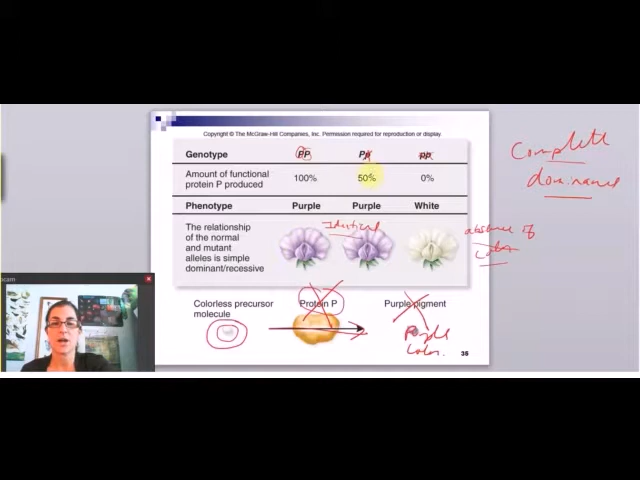 Copyright © The McGraw-Hill Companies, Inc. Permission required for reproduction or display
Genotype PP Pp pp
Amount of functional protein P produced 100% 50% 0%
Phenotype Purple Purple White
The relationship
of the normal
and mutant
alleles is simple
dominant/recessive
Identical
absence of
color
Complete
dominance
Colorless precursor
molecule
Protein P
Purple pigment
Purple
Color.
35
cam